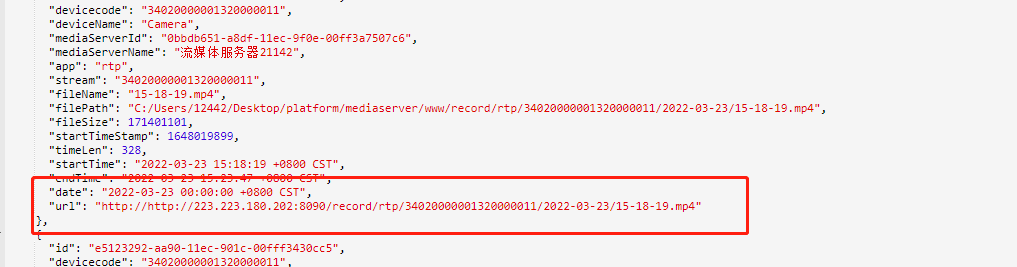 "devicecode": "34020000001320000011",
"deviceName": "Camera",
"mediaServerId": "0bbdb651-a8df-11ec-9f0e-00ff3a7507c6",
"mediaServerName": "流媒体服务器21142",
"app": "rtp",
"stream": "34020000001320000011",
"fileName": "15-18-19.mp4",
"filePath": "C:/Users/12442/Desktop/platform/mediaserver/www/record/rtp/34020000001320000011/2022-03-23/15-18-19.mp4",
"fileSize": 171401101,
"startTimeStamp": 1648019899,
"timeLen": 328,
"startTime": "2022-03-23 15:18:19 +0800 CST",
"endTime": "2022-03-23 15:23:47 +0800 CST",
"date": "2022-03-23 00:00:00 +0800 CST",
"url": "http://http://223.223.180.202:8090/record/rtp/34020000001320000011/2022-03-23/15-18-19.mp4"
},
{
"id": "e5123292-aa90-11ec-901c-00fff3430cc5",
"devicecode": "34020000001320000011",